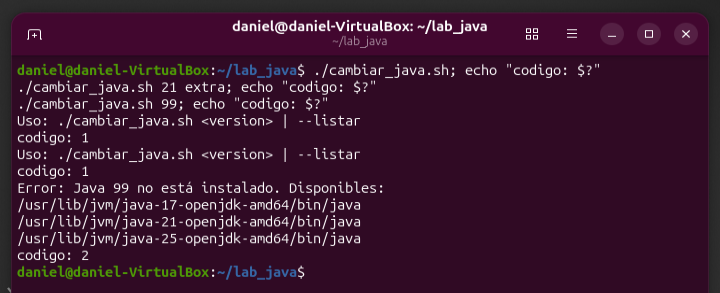 daniel@daniel-VirtualBox: ~/lab_java
~/lab_java
daniel@daniel-VirtualBox:~/lab_java$ ./cambiar_java.sh; echo "codigo: $?"
./cambiar_java.sh 21 extra; echo "codigo: $?"
./cambiar_java.sh 99; echo "codigo: $?"
Uso: ./cambiar_java.sh <version> | --listar
codigo: 1
Uso: ./cambiar_java.sh <version> | --listar
codigo: 1
Error: Java 99 no está instalado. Disponibles:
/usr/lib/jvm/java-17-openjdk-amd64/bin/java
/usr/lib/jvm/java-21-openjdk-amd64/bin/java
/usr/lib/jvm/java-25-openjdk-amd64/bin/java
codigo: 2
daniel@daniel-VirtualBox:~/lab_java$